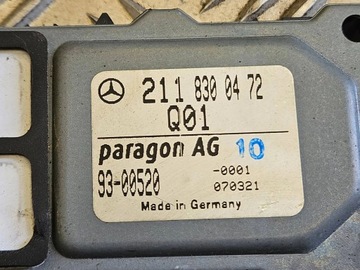 211 830 04 72
Q01
paragon AG 10
93-00520 -0001
070321
Made in Germany